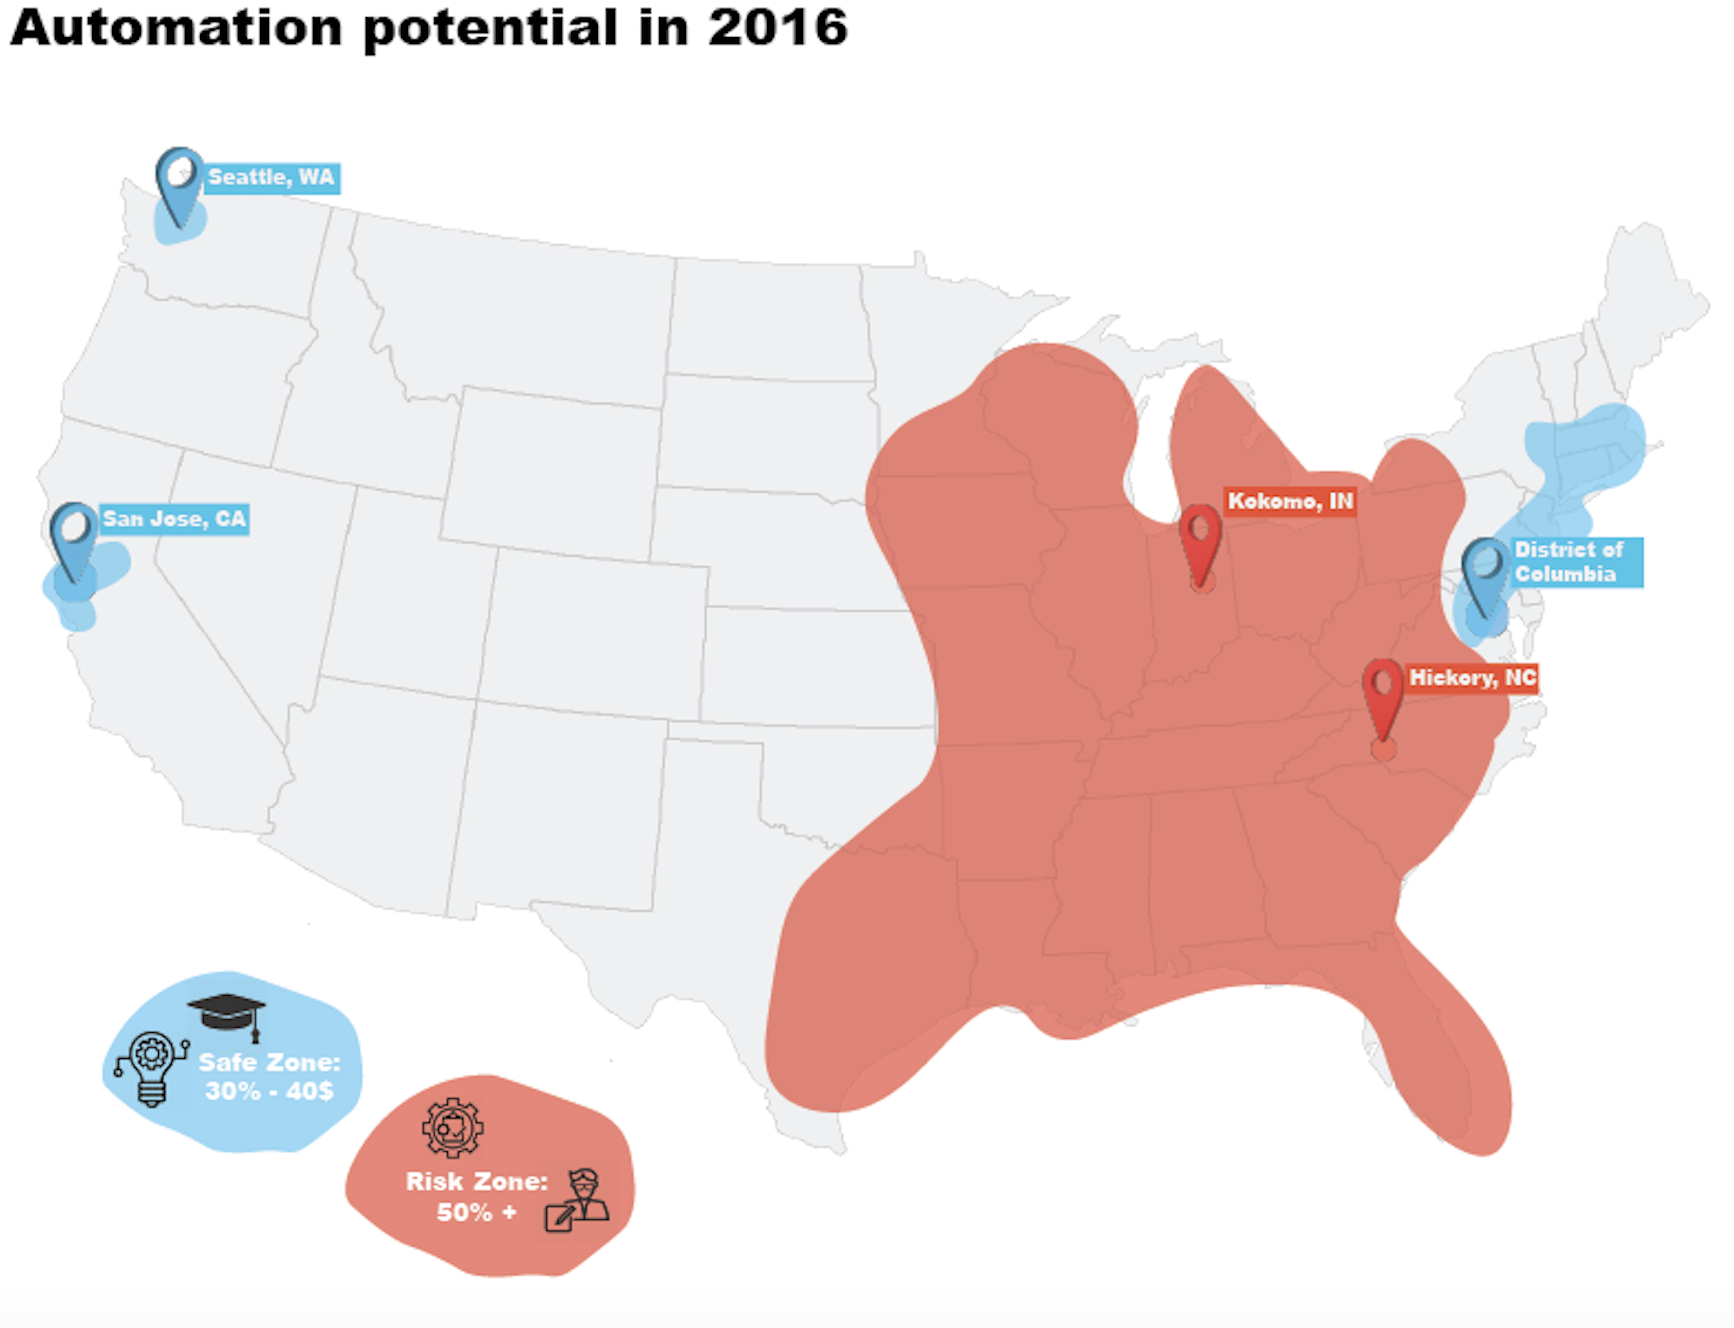 Automation potential in 2016
Seattle, WA
San Jose, CA
Kokomo, IN
District of
Columbia
Hickory, NC
Safe Zone:
30% - 40$
Risk Zone:
50% +